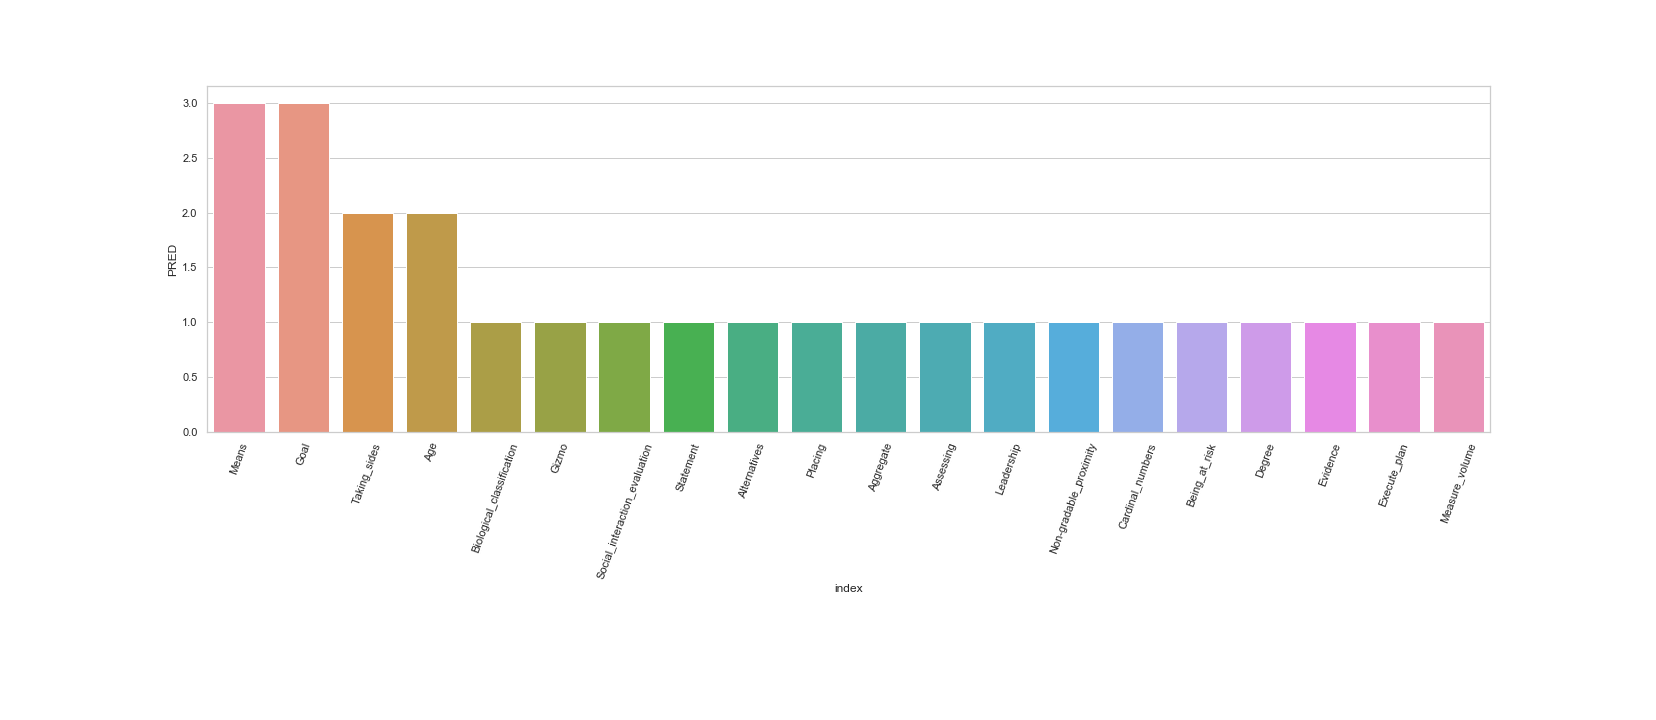 3.0
2.5
2.0
1.5
1.0
0.5
0.0
PRED
Means
Goal
Taking_sides
Age
Biological_classification
Gizmo
Social_interaction_evaluation
Statement
Alternatives
Placing
Aggregate
Assessing
Leadership
Non-gradable_proximity
Cardinal_numbers
Being_at_risk
Degree
Evidence
Execute_plan
Measure_volume
index